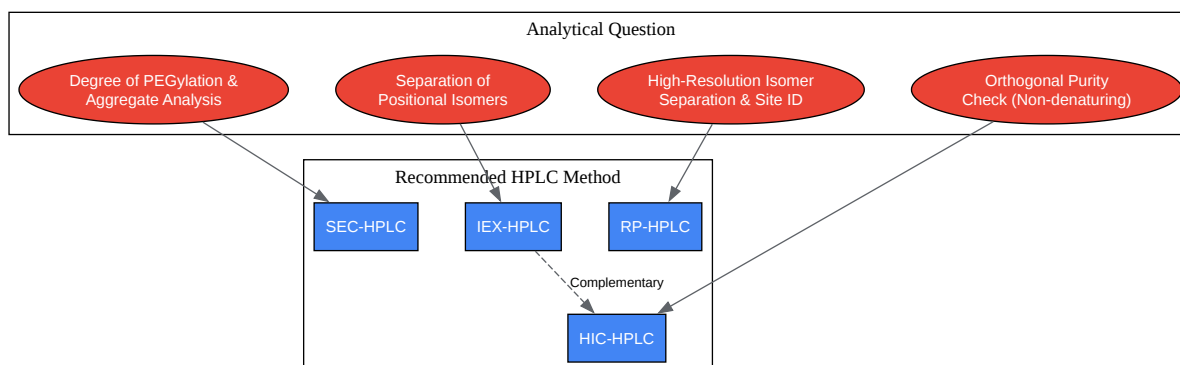 Analytical Question
Degree of PEGylation &
Aggregate Analysis
Separation of
Positional Isomers
High-Resolution Isomer
Separation & Site ID
Orthogonal Purity
Check (Non-denaturing)
Recommended HPLC Method
SEC-HPLC
IEX-HPLC
RP-HPLC
Complementary
HIC-HPLC